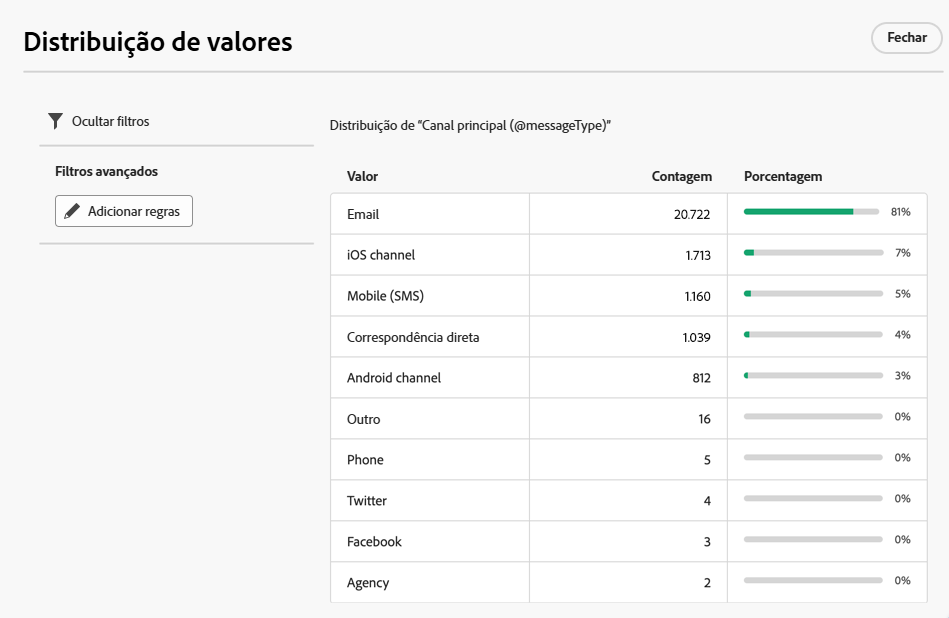 Distribuição de valores
Fechar
Ocultar filtros
Filtros avançados
Adicionar regras
Distribuição de "Canal principal (@messageType)"
Valor Contagem Porcentagem
Email 20.722 81%
iOS channel 1.713 7%
Mobile (SMS) 1.160 5%
Correspondência direta 1.039 4%
Android channel 812 3%
Outro 16 0%
Phone 5 0%
Twitter 4 0%
Facebook 3 0%
Agency 2 0%